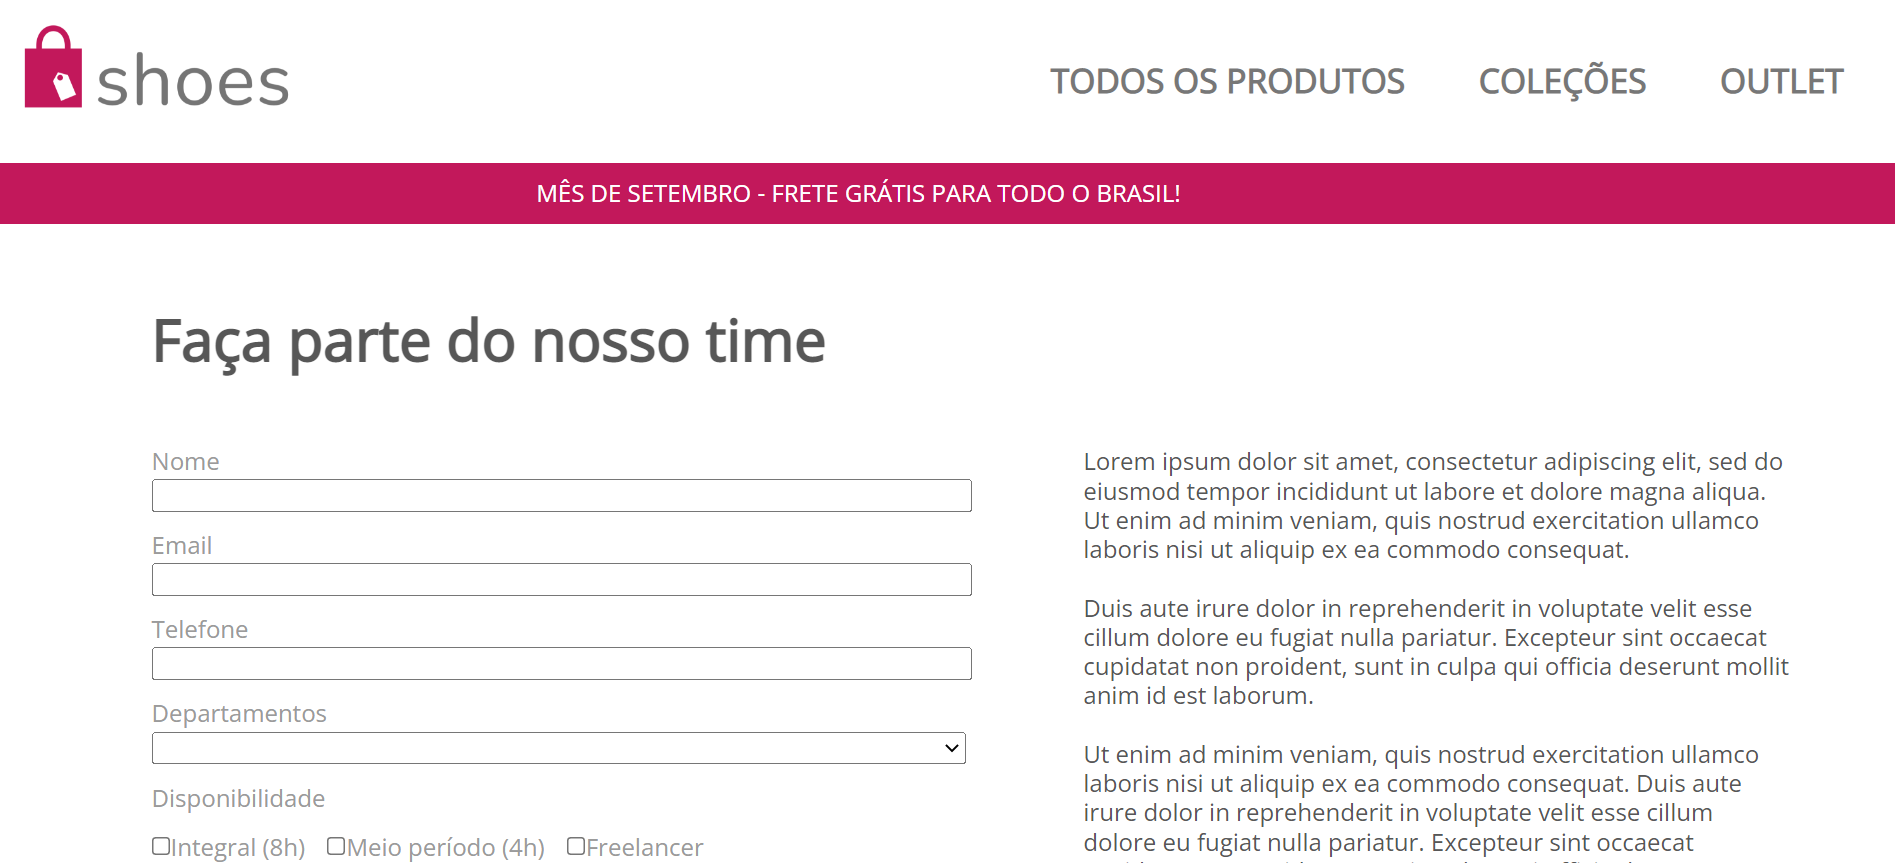 shoes
TODOS OS PRODUTOS COLEÇÕES OUTLET
MÊS DE SETEMBRO - FRETE GRÁTIS PARA TODO O BRASIL!
Faça parte do nosso time
Nome
Email
Telefone
Departamentos
Disponibilidade
Integral (8h) Meio período (4h) Freelancer
Lorem ipsum dolor sit amet, consectetur adipiscing elit, sed do
eiusmod tempor incididunt ut labore et dolore magna aliqua.
Ut enim ad minim veniam, quis nostrud exercitation ullamco
laboris nisi ut aliquip ex ea commodo consequat.
Duis aute irure dolor in reprehenderit in voluptate velit esse
cillum dolore eu fugiat nulla pariatur. Excepteur sint occaecat
cupidatat non proident, sunt in culpa qui officia deserunt mollit
anim id est laborum.
Ut enim ad minim veniam, quis nostrud exercitation ullamco
laboris nisi ut aliquip ex ea commodo consequat. Duis aute
irure dolor in reprehenderit in voluptate velit esse cillum
dolore eu fugiat nulla pariatur. Excepteur sint occaecat